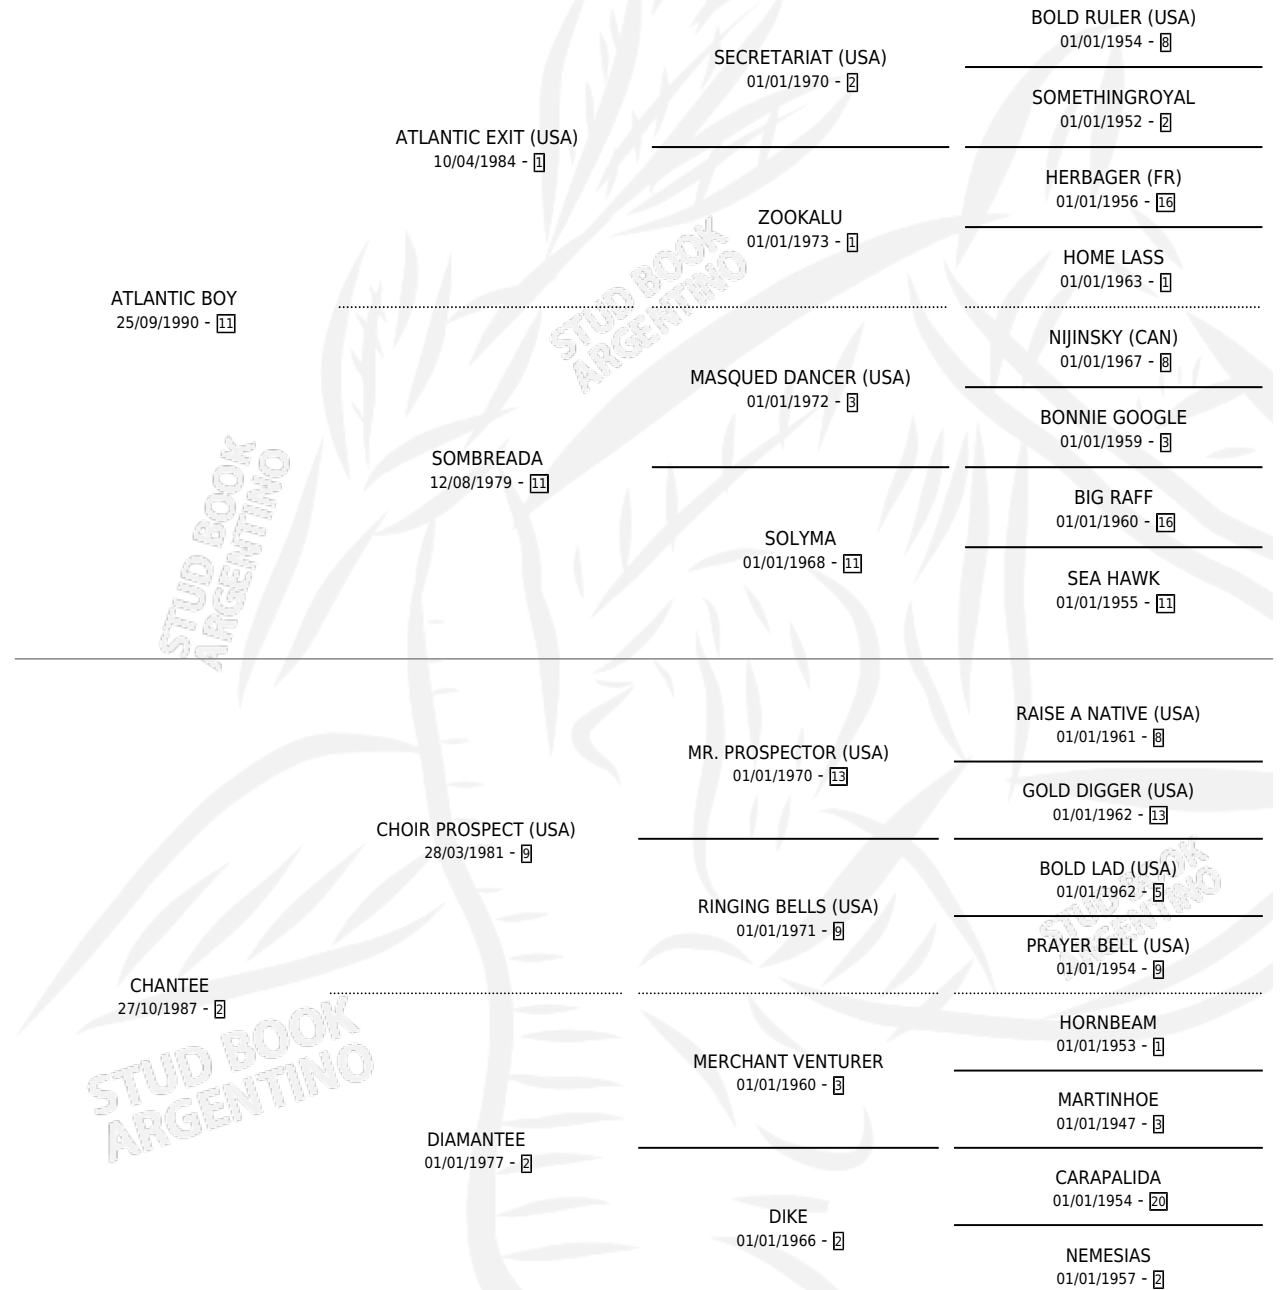 BOLD RULER (USA)
01/01/1954 - 8
SECRETARIAT (USA)
01/01/1970 - 2
SOMETHINGROYAL
01/01/1952 - 2
ATLANTIC EXIT (USA)
10/04/1984 - 1
HERBAGER (FR)
01/01/1956 - 16
ZOOKALU
01/01/1973 - 1
HOME LASS
01/01/1963 - 1
ATLANTIC BOY
25/09/1990 - 11
NIJINSKY (CAN)
01/01/1967 - 8
MASQUED DANCER (USA)
01/01/1972 - 3
BONNIE GOOGLE
01/01/1959 - 3
SOMBREADA
12/08/1979 - 11
BIG RAFF
01/01/1960 - 16
SOLYMA
01/01/1968 - 11
SEA HAWK
01/01/1955 - 11
RAISE A NATIVE (USA)
01/01/1961 - 8
MR. PROSPECTOR (USA)
01/01/1970 - 13
GOLD DIGGER (USA)
01/01/1962 - 13
CHOIR PROSPECT (USA)
28/03/1981 - 9
BOLD LAD (USA)
01/01/1962 - 5
RINGING BELLS (USA)
01/01/1971 - 9
PRAYER BELL (USA)
01/01/1954 - 9
CHANTEE
27/10/1987 - 2
HORNBEAM
01/01/1953 - 1
MERCHANT VENTURER
01/01/1960 - 3
MARTINHOE
01/01/1947 - 3
DIAMANTEE
01/01/1977 - 2
CARAPALIDA
01/01/1954 - 20
DIKE
01/01/1966 - 2
NEMESIAS
01/01/1957 - 2
STUD BOOK
ARGENTINO
STUD BOOK
ARGENTINO
STUD BOOK
ARGENTINO
STUD BOOK
ARGENTINO